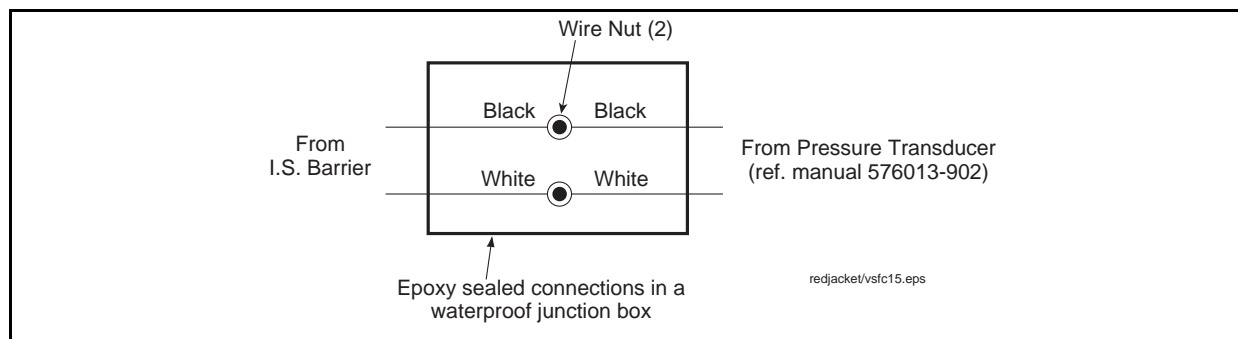 Wire Nut (2)
Black Black
From
I.S. Barrier
From Pressure Transducer
(ref. manual 576013-902)
White White
Epoxy sealed connections in a
waterproof junction box
redjacket/vsfc15.eps